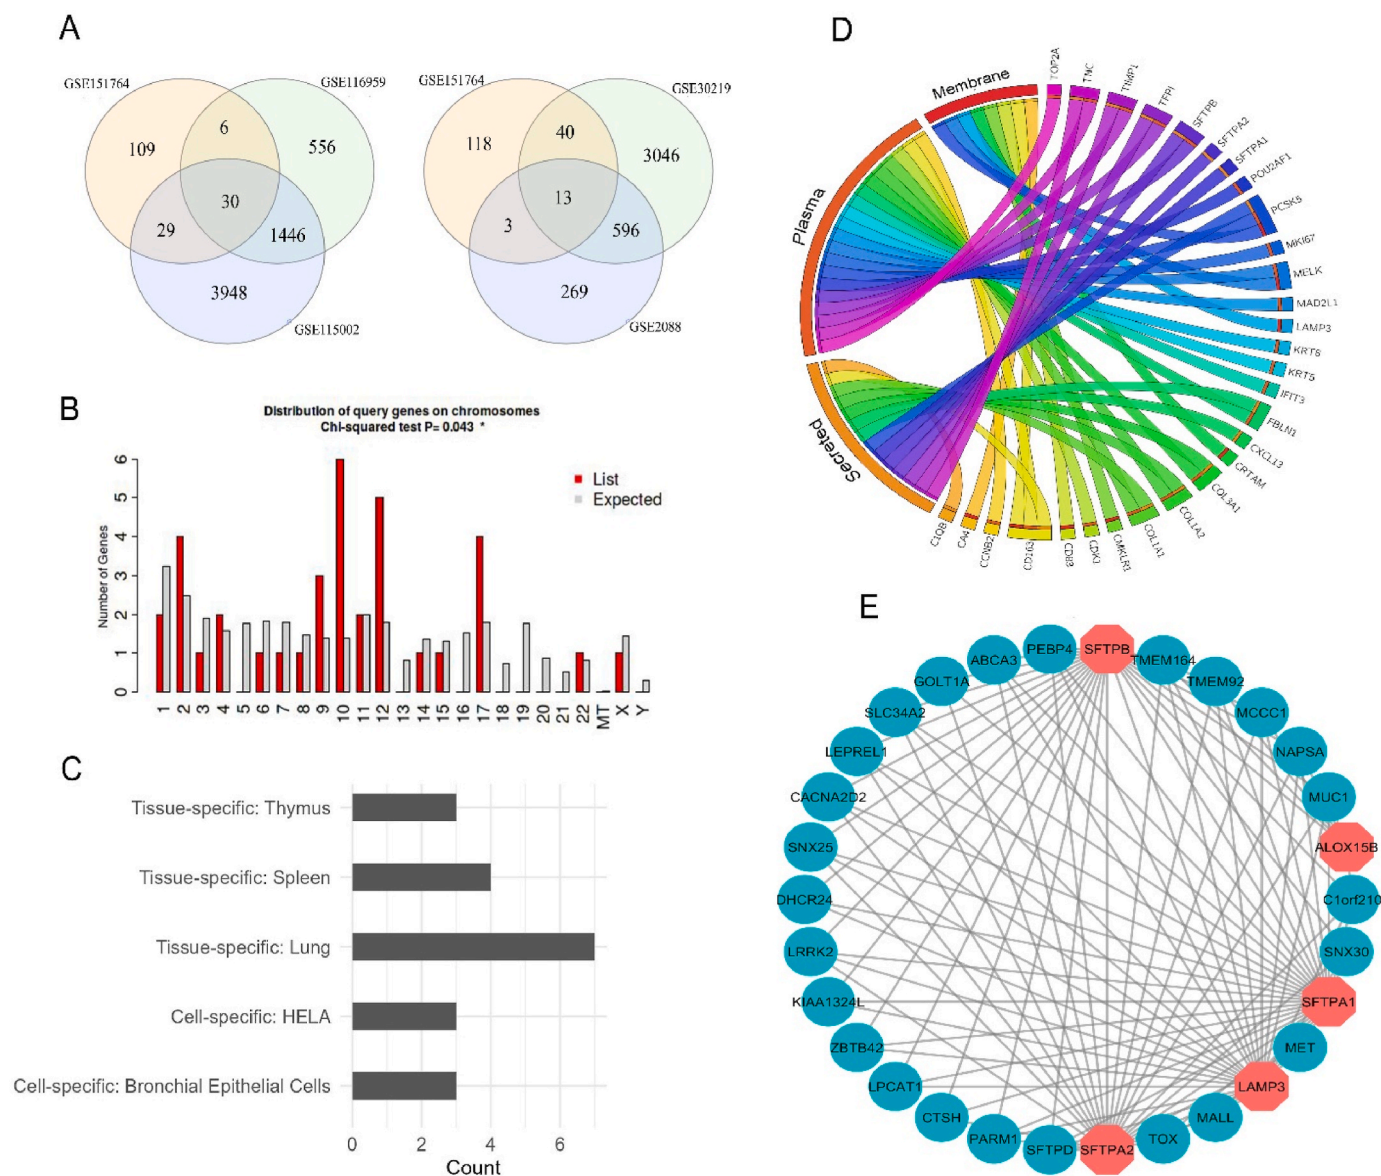 A
GSE151764
GSE116959
109
6
556
30
29
1446
3948
GSE115002
GSE151764
GSE30219
118
40
3046
13
3
596
269
GSE2088
B
Distribution of query genes on chromosomes
Chi-squared test P= 0.043 *
Number of Genes
0
1
2
3
4
5
6
List
Expected
1
2
3
4
5
6
7
8
9
10
11
12
13
14
15
16
17
18
19
20
21
22
MT
X
Y
C
Tissue-specific: Thymus
Tissue-specific: Spleen
Tissue-specific: Lung
Cell-specific: HELA
Cell-specific: Bronchial Epithelial Cells
0
2
4
6
Count
D
Membrane
Plasma
Secreted
TOP2A
TNC
TIMP1
TFPI
SFTPB
SFTPA2
SFTPA1
POU2AF1
PCSK5
MKI67
MELK
MAD2L1
LAMP3
KRT5
IFIT3
FBLN1
CXCL13
CRTAM
COL3A1
COL1A2
COL1A1
CMKLR1
CDK1
CD83
CD163
CCNB2
CA4
C1QB
E
SFTPB
TMEM164
TMEM92
MCCC1
NAPSA
MUC1
ALOX15B
C1orf210
SNX30
SFTPA1
MET
LAMP3
MALL
TOX
SFTPA2
SFTPD
PARM1
CTSH
LPCAT1
ZBTB42
KIAA1324L
LRRK2
DHCR24
SNX25
CACNA2D2
LEPREL1
SLC34A2
GOLT1A
ABCA3
PEBP4